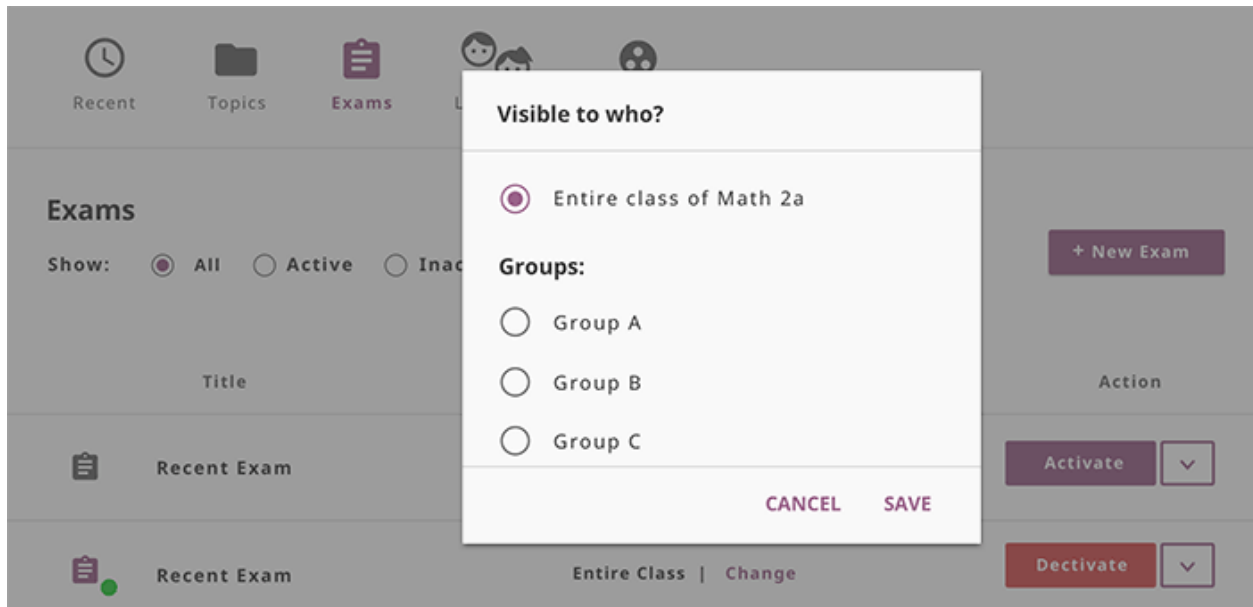 Recent Topics Exams
Visible to who?
Entire class of Math 2a
Groups:
Group A
Group B
Group C
CANCEL SAVE
Exams
Show: All Active
+ New Exam
Title Action
Recent Exam Activate
Recent Exam Entire Class | Change Dectivate